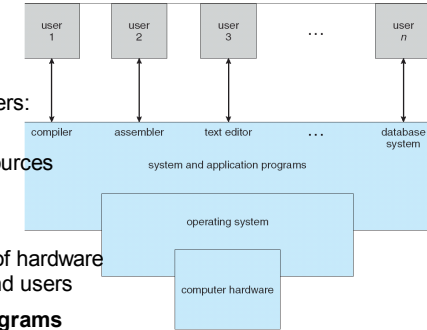 user 1 user 2 user 3 ... user n
ers:
compiler assembler text editor ... database system
ources
system and application programs
operating system
of hardware
nd users
computer hardware
grams